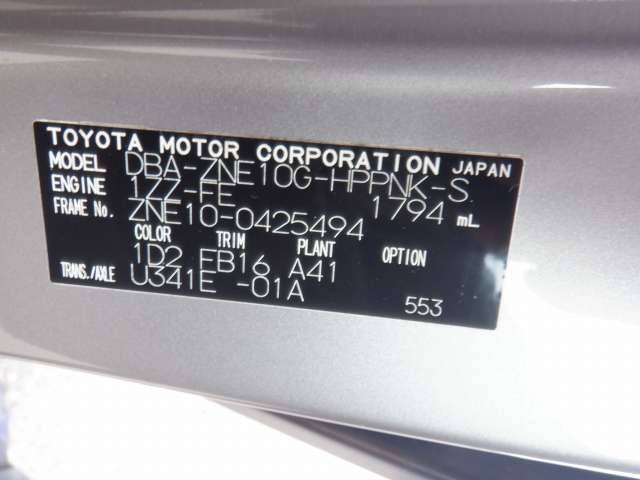 TOYOTA MOTOR CORPORATION JAPAN
MODEL DBA-ZNE10G-HPPNK-S
ENGINE 1ZZ-FE 1794 mL
FRAME No. ZNE10-0425494
COLOR TRIM PLANT OPTION
1D2 FB16 A41
TRANS./AXLE U341E -01A
553